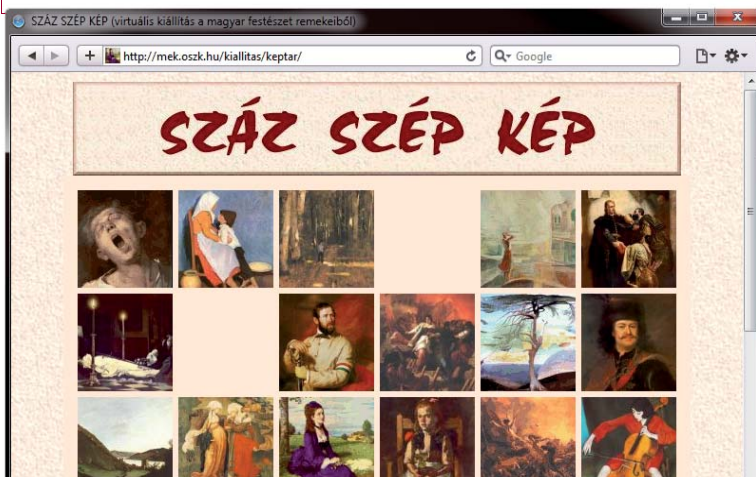 SZÁZ SZÉP KÉP (virtuális kiállítás a magyar festészet remekeiből)
http://mek.oszk.hu/kiallitas/keptar/
Google
SZÁZ SZÉP KÉP